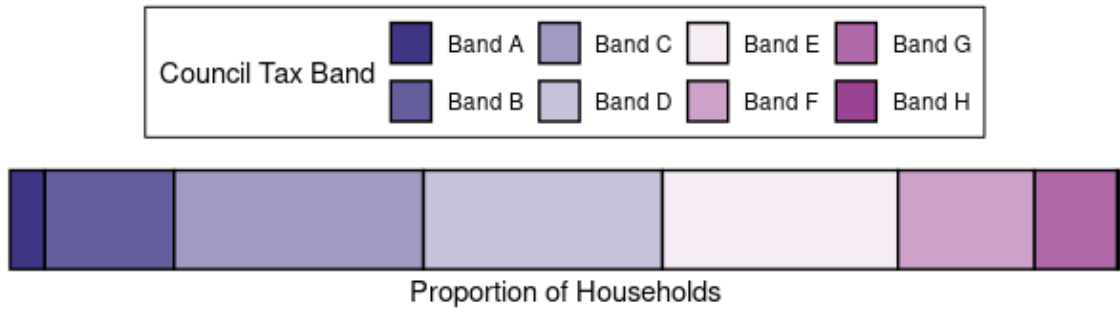 Council Tax Band
Band A
Band B
Band C
Band D
Band E
Band F
Band G
Band H
Proportion of Households